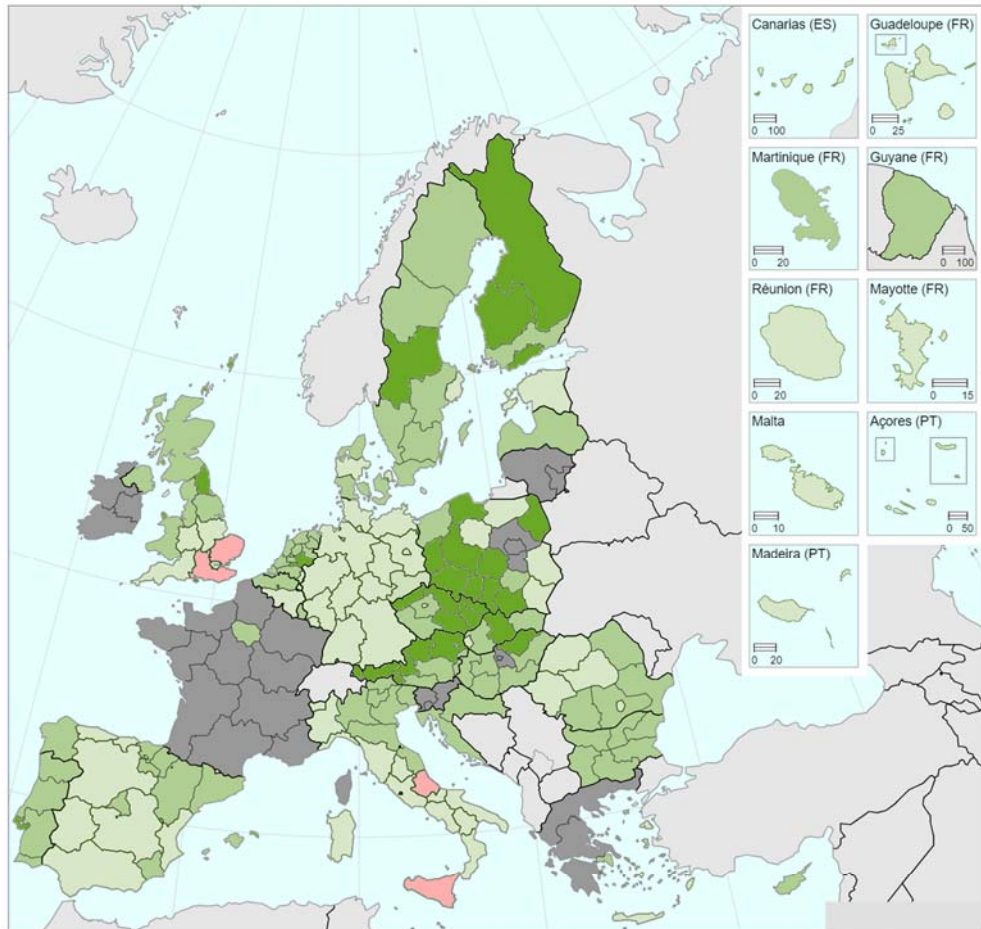 Canarias (ES)
0 100
Guadeloupe (FR)
0 25
Martinique (FR)
0 20
Guyane (FR)
0 100
Réunion (FR)
0 20
Mayotte (FR)
0 15
Malta
0 10
Açores (PT)
0 50
Madeira (PT)
0 20